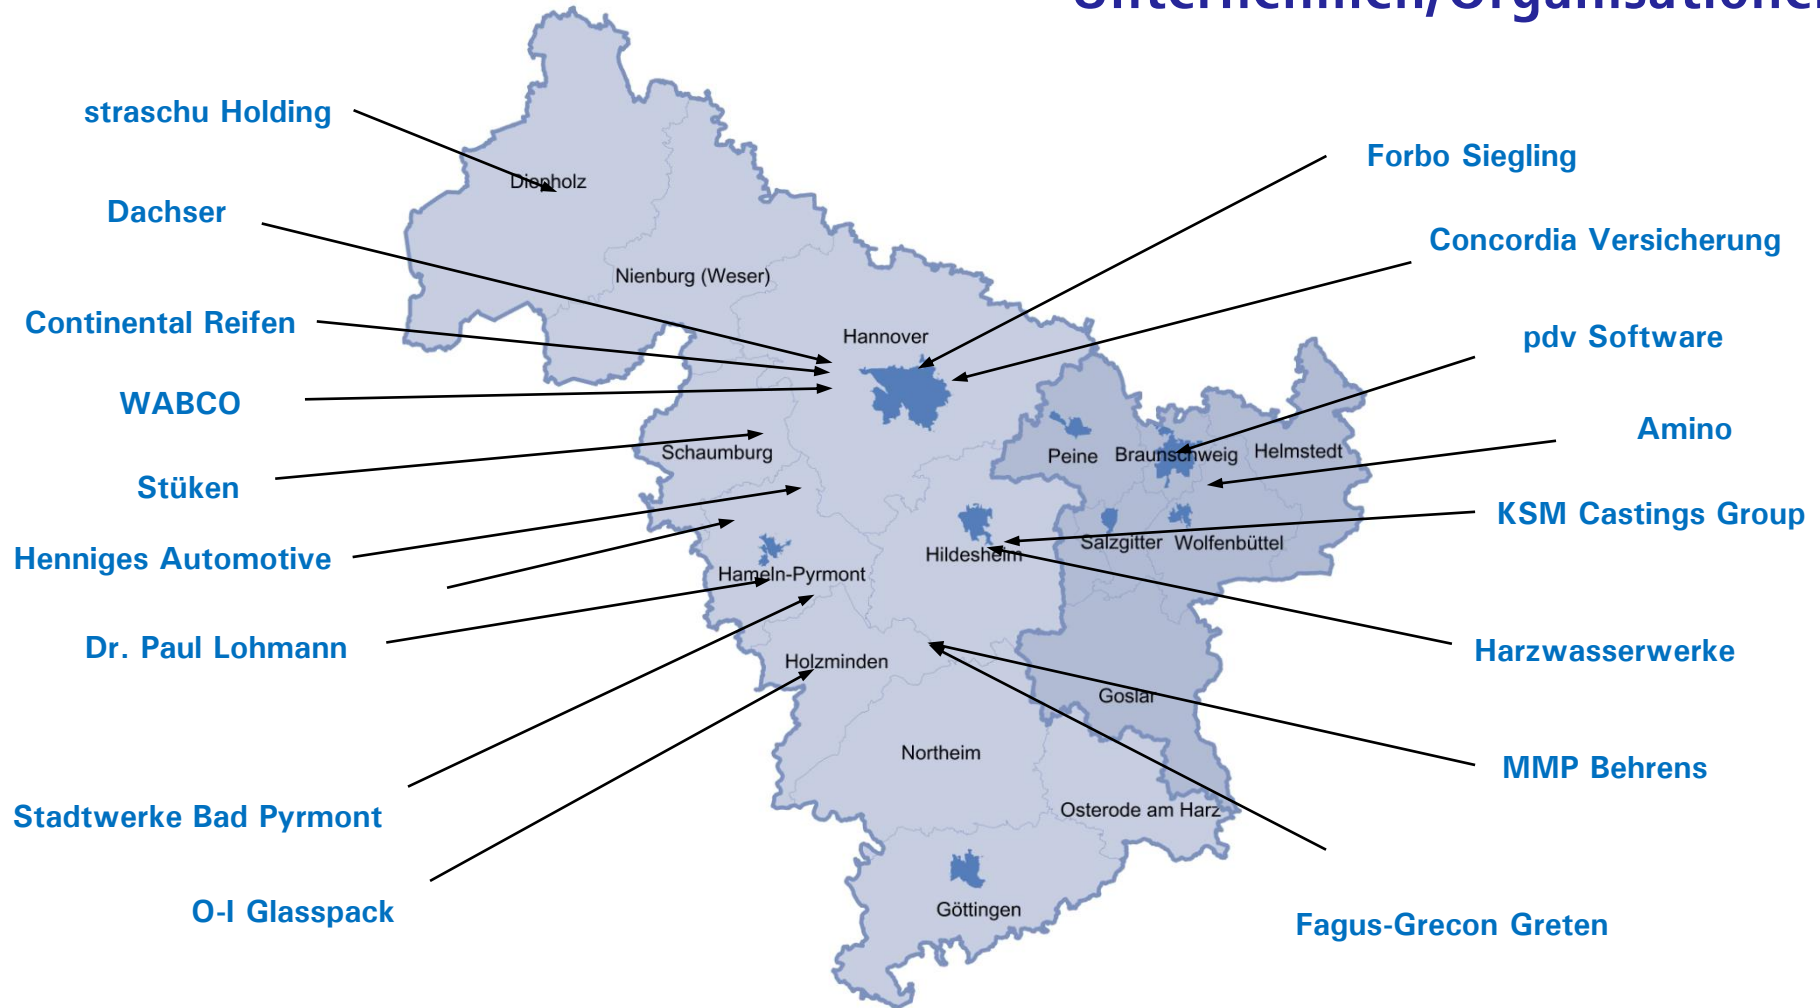 Unternehmen/Organisationen
straschu Holding
Forbo Siegling
Diepholz
Dachser
Concordia Versicherung
Nienburg (Weser)
Continental Reifen
Hannover
pdv Software
WABCO
Amino
Schaumburg
Peine
Braunschweig
Helmstedt
Stüken
KSM Castings Group
Salzgitter
Wolfenbüttel
Henniges Automotive
Hildesheim
Hameln-Pyrmont
Dr. Paul Lohmann
Harzwasserwerke
Holzminden
Goslar
Northeim
MMP Behrens
Stadtwerke Bad Pyrmont
Osterode am Harz
O-I Glasspack
Göttingen
Fagus-Grecon Greten